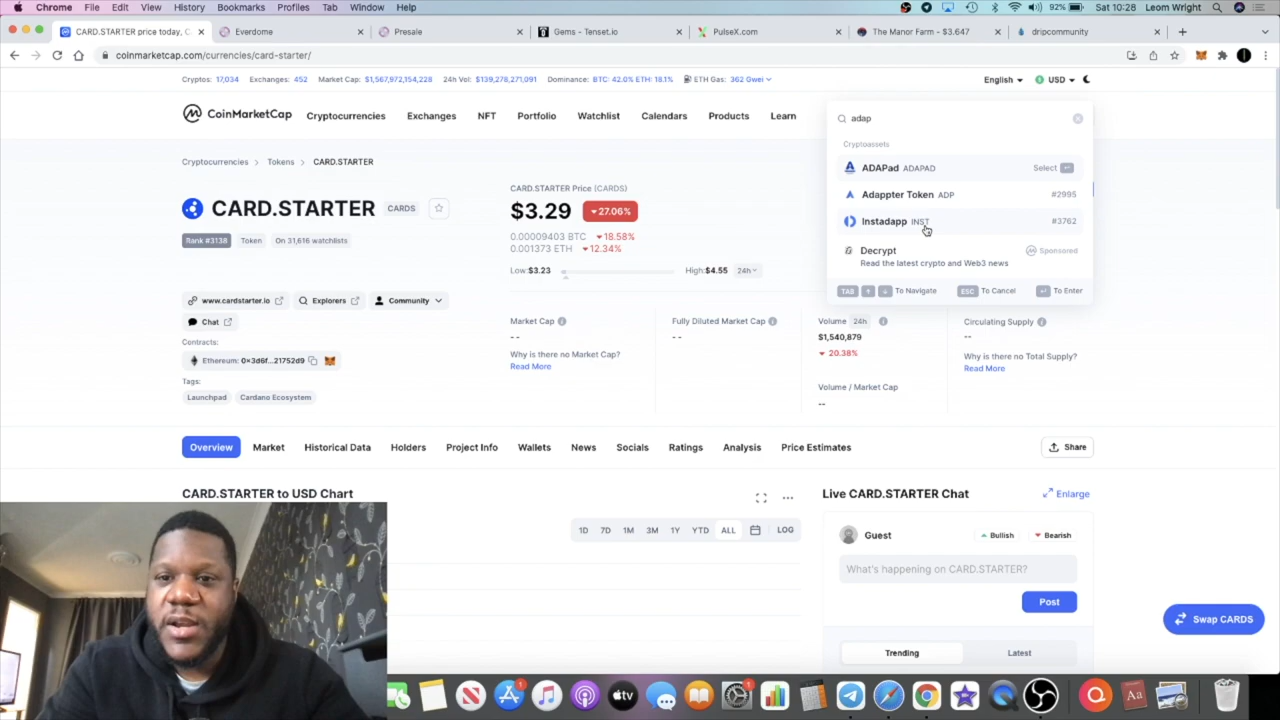 Chrome File Edit View History Bookmarks Profiles Tab Window Help 92% Sat 10:28 Leom Wright
CARD.STARTER price today, C Everdome Presale Gems - Tenset.io PulseX.com The Manor Farm - $3.647 dripcommunity
coinmarketcap.com/currencies/card-starter/
Cryptos: 17,034 Exchanges: 452 Market Cap: $1,567,972,154,228 24h Vol: $139,278,271,091 Dominance: BTC: 42.0% ETH: 18.1% ETH Gas: 362 Gwei English USD
CoinMarketCap Cryptocurrencies Exchanges NFT Portfolio Watchlist Calendars Products Learn
adap
Cryptoassets
ADAPad ADAPAD Select
Adappter Token ADP #2995
Instadapp INST #3762
Decrypt Sponsored
Read the latest crypto and Web3 news
TAB To Navigate ESC To Cancel To Enter
Cryptocurrencies > Tokens > CARD.STARTER
CARD.STARTER CARDS
Rank #3138 Token On 31,616 watchlists
CARD.STARTER Price (CARDS)
$3.29 27.06%
0.00009403 BTC 18.58%
0.001373 ETH 12.34%
Low: $3.23 High: $4.55 24h
www.cardstarter.io Explorers Community
Chat
Contracts:
Ethereum: 0x3d6f...21752d9
Tags:
Launchpad Cardano Ecosystem
Market Cap Fully Diluted Market Cap Volume 24h Circulating Supply
- - - - $1,540,879 --
20.38%
Why is there no Market Cap?
Read More
Why is there no Total Supply?
Read More
Volume / Market Cap
--
Overview Market Historical Data Holders Project Info Wallets News Socials Ratings Analysis Price Estimates Share
CARD.STARTER to USD Chart
1D 7D 1M 3M 1Y YTD ALL LOG
Live CARD.STARTER Chat Enlarge
Guest Bullish Bearish
What's happening on CARD.STARTER?
Post
Trending Latest
Swap CARDS